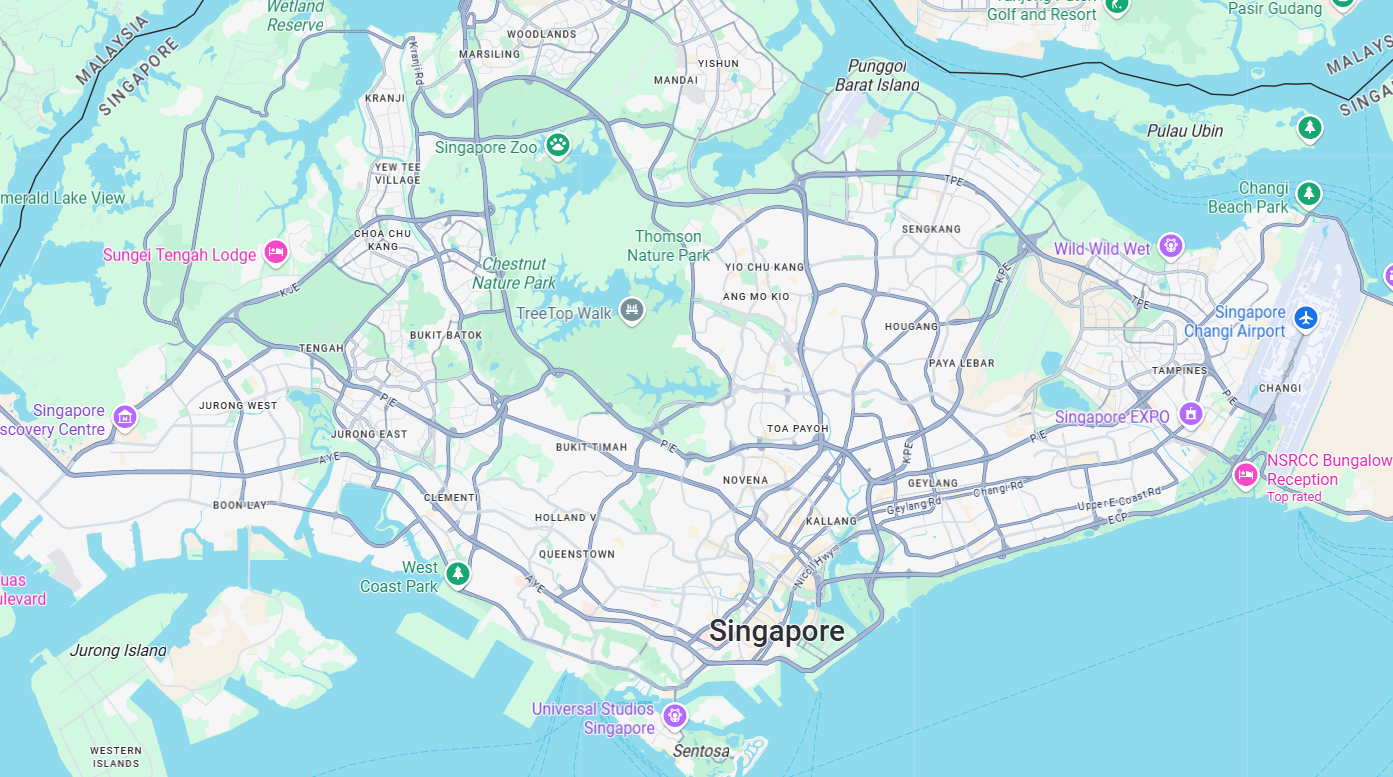 Wetland
Reserve
MALAYSIA
SINGAPORE
WOODLANDS
MARSILING
Kranji Rd
YISHUN
MANDAI
Punggol
Barat Island
Golf and Resort
Pasir Gudang
MALAYS
SINGA
KRANJI
Singapore Zoo
Pulau Ubin
YEW TEE
VILLAGE
TPE
merald Lake View
Changi
Beach Park
CHOA CHU
KANG
Sungei Tengah Lodge
Thomson
Nature Park
SENGKANG
Wild Wild Wet
Chestnut
Nature Park
YIO CHU KANG
KPE
KJE
ANG MO KIO
TPE
TreeTop Walk
Singapore
Changi Airport
HOUGANG
BUKIT BATOK
TENGAH
PAYA LEBAR
TAMPINES
CHANGI
PIE
JURONG WEST
PIE
Singapore
scovery Centre
Singapore EXPO
JURONG EAST
TOA PAYOH
PIE
BUKIT TIMAH
PIE
KPE
AYE
NSRCC Bungalow
Reception
Top rated
NOVENA
GEYLANG
Changi Rd
CLEMENTI
Geylang Rd
Upper E Coast Rd
BOON LAY
HOLLAND V
KALLANG
ECP
QUEENSTOWN
Nicoll Hwy
West
Coast Park
AYE
uas
ulevard
Singapore
Jurong Island
Universal Studios
Singapore
Sentosa
WESTERN
ISLANDS